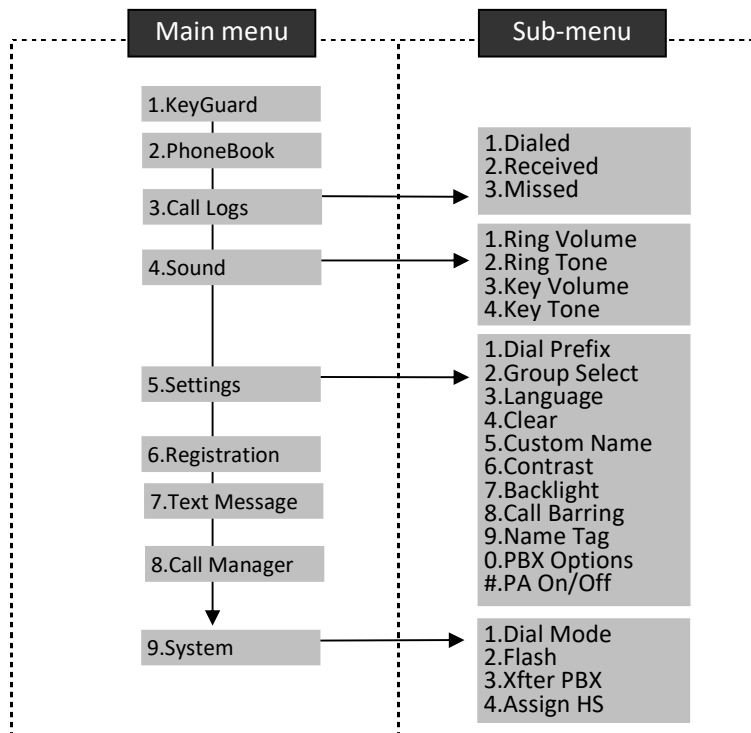 Main menu
Sub-menu
1.KeyGuard
2.PhoneBook
3.Call Logs
1.Dialed
2.Received
3.Missed
4.Sound
1.Ring Volume
2.Ring Tone
3.Key Volume
4.Key Tone
5.Settings
1.Dial Prefix
2.Group Select
3.Language
4.Clear
5.Custom Name
6.Contrast
7.Backlight
8.Call Barring
9.Name Tag
0.PBX Options
#.PA On/Off
6.Registration
7.Text Message
8.Call Manager
9.System
1.Dial Mode
2.Flash
3.Xfter PBX
4.Assign HS